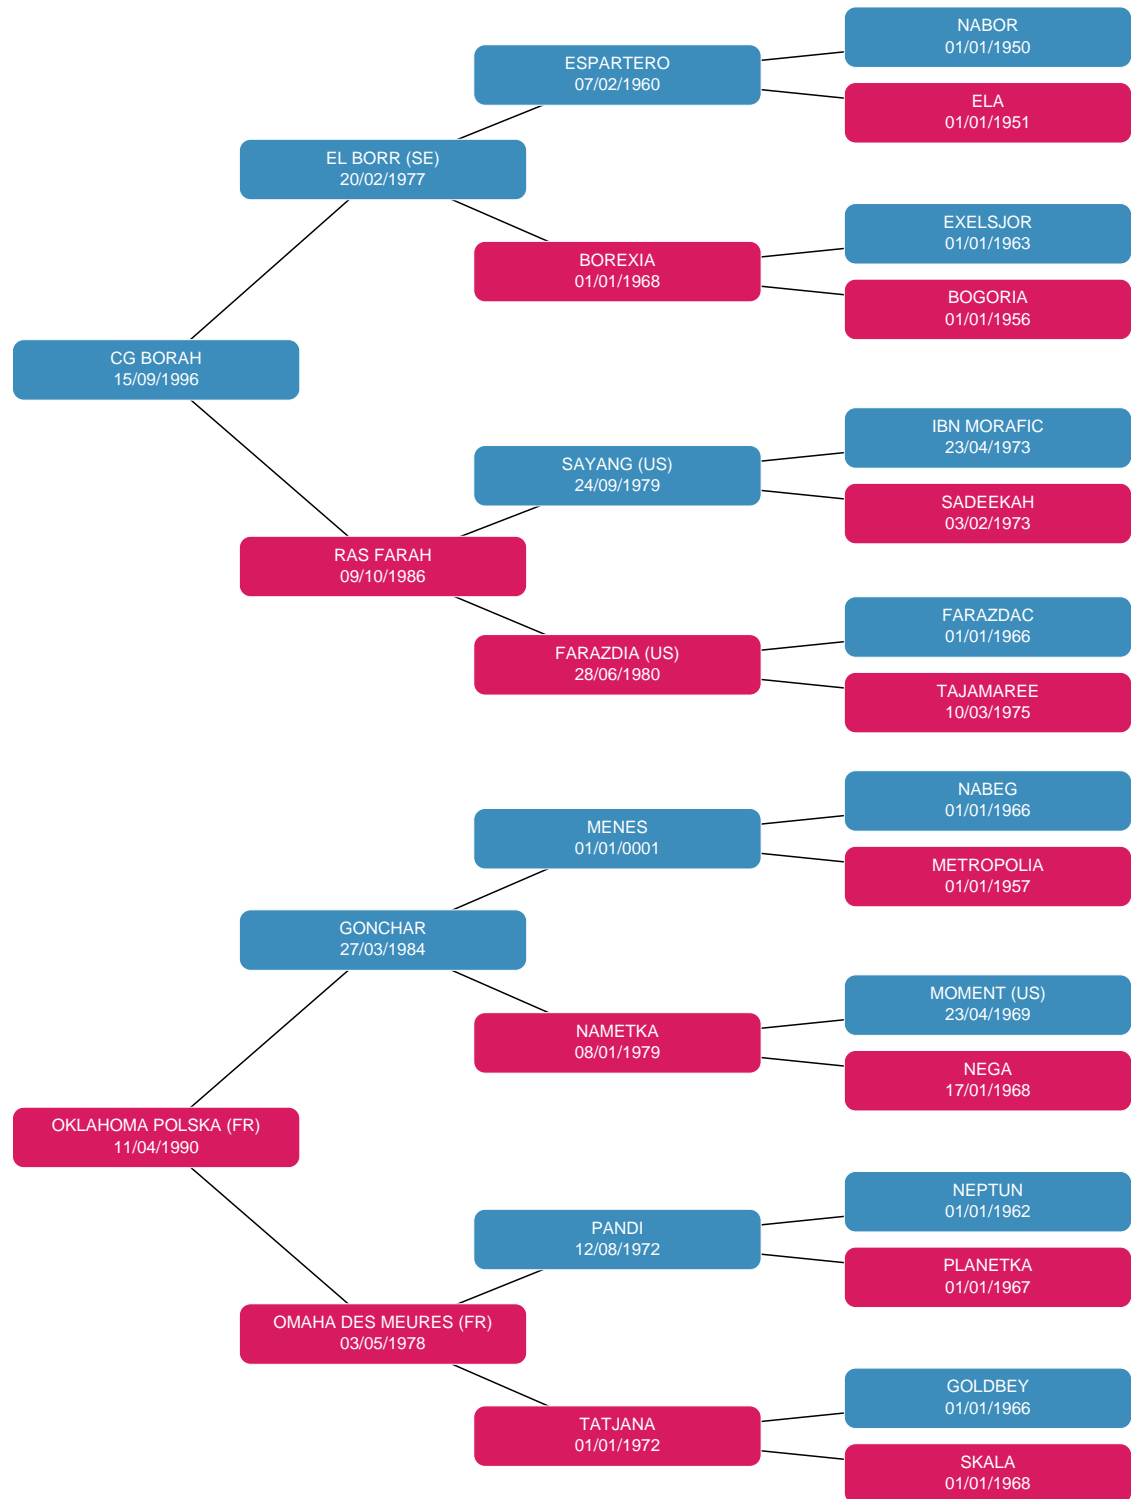 NABOR
01/01/1950
ESPARTERO
07/02/1960
ELA
01/01/1951
EL BORR (SE)
20/02/1977
EXELSJOR
01/01/1963
BOREXIA
01/01/1968
BOGORIA
01/01/1956
CG BORAH
15/09/1996
IBN MORAFIC
23/04/1973
SAYANG (US)
24/09/1979
SADEEKAH
03/02/1973
RAS FARAH
09/10/1986
FARAZDAC
01/01/1966
FARAZDIA (US)
28/06/1980
TAJAMAREE
10/03/1975
NABEG
01/01/1966
MENES
01/01/0001
METROPOLIA
01/01/1957
GONCHAR
27/03/1984
MOMENT (US)
23/04/1969
NAMETKA
08/01/1979
NEGA
17/01/1968
OKLAHOMA POLSKA (FR)
11/04/1990
NEPTUN
01/01/1962
PANDI
12/08/1972
PLANETKA
01/01/1967
OMAHA DES MEURES (FR)
03/05/1978
GOLDBEY
01/01/1966
TATJANA
01/01/1972
SKALA
01/01/1968